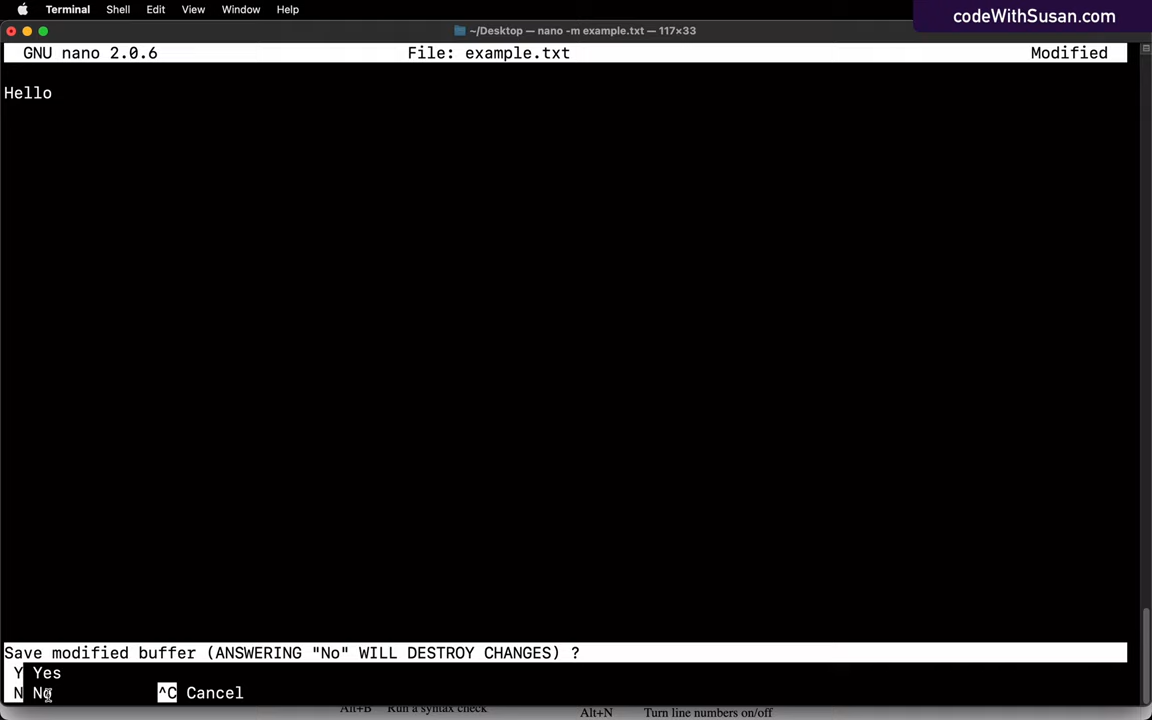 Terminal Shell Edit View Window Help
codeWithSusan.com
~/Desktop — nano -m example.txt — 117×33
GNU nano 2.0.6 File: example.txt Modified
Hello
Save modified buffer (ANSWERING "No" WILL DESTROY CHANGES) ?
Y Yes
N No ^C Cancel
Alt+B Run a syntax check Alt+N Turn line numbers on/off